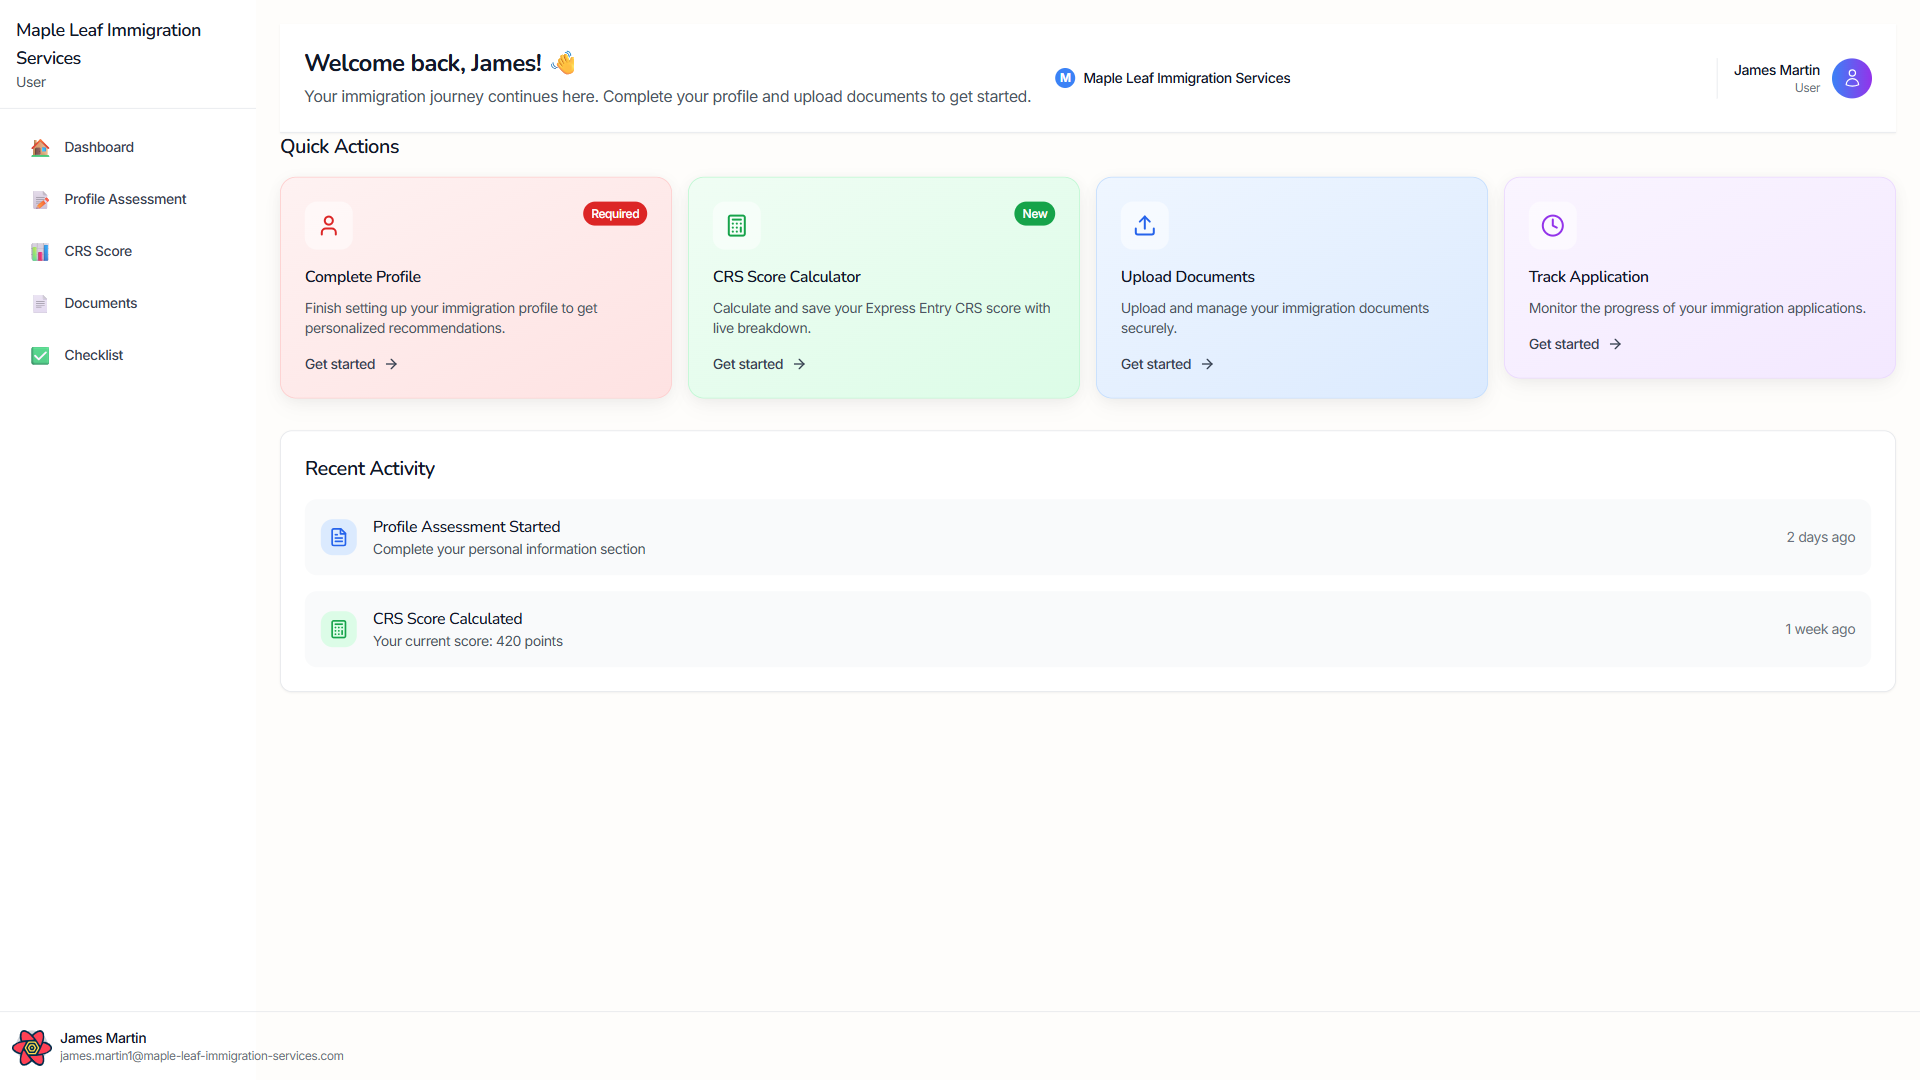 Maple Leaf Immigration
Services
User
Dashboard
Profile Assessment
CRS Score
Documents
Checklist
James Martin
james.martin1@maple-leaf-immigration-services.com
Welcome back, James! 👋
Your immigration journey continues here. Complete your profile and upload documents to get started.
M Maple Leaf Immigration Services
James Martin
User
Quick Actions
Required
Complete Profile
Finish setting up your immigration profile to get
personalized recommendations.
Get started →
New
CRS Score Calculator
Calculate and save your Express Entry CRS score with
live breakdown.
Get started →
Upload Documents
Upload and manage your immigration documents
securely.
Get started →
Track Application
Monitor the progress of your immigration applications.
Get started →
Recent Activity
Profile Assessment Started
Complete your personal information section
2 days ago
CRS Score Calculated
Your current score: 420 points
1 week ago